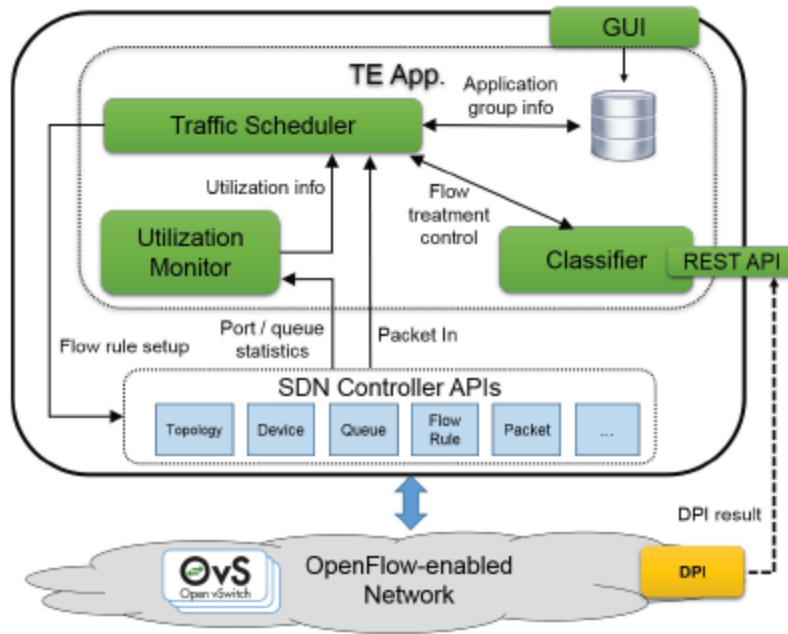 GUI
TE App.
Application
group info
Traffic Scheduler
Utilization info
Flow
treatment
control
Utilization
Monitor
Classifier
REST API
Flow rule setup
Port / queue
statistics
Packet In
SDN Controller APIs
Topology
Device
Queue
Flow
Rule
Packet
...
DPI result
OvS
Open vSwitch
OpenFlow-enabled
Network
DPI